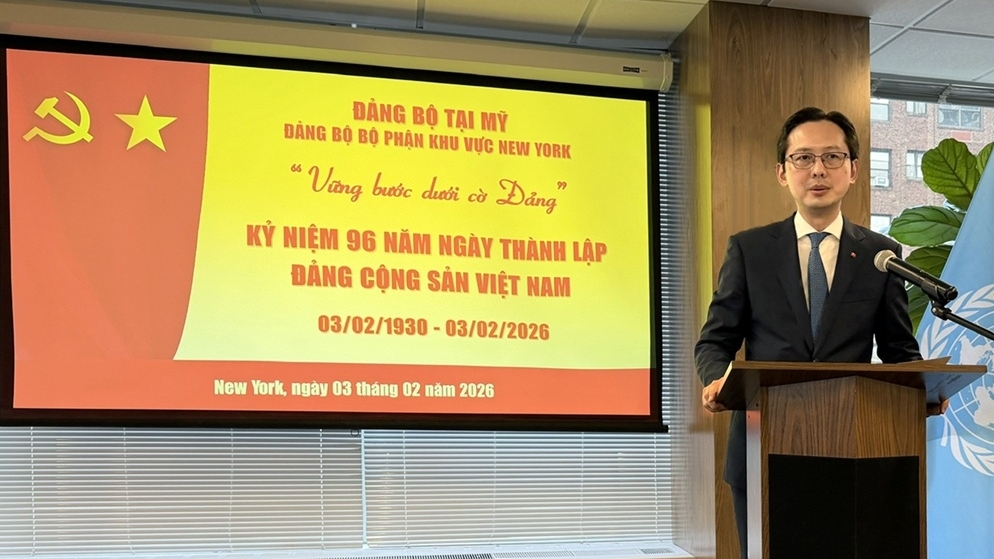 ĐẢNG BỘ TẠI MỸ
ĐẢNG BỘ BỘ PHẬN KHU VỰC NEW YORK
“Vững bước dưới cờ Đảng”
KỶ NIỆM 96 NĂM NGÀY THÀNH LẬP
ĐẢNG CỘNG SẢN VIỆT NAM
03/02/1930 - 03/02/2026
New York, ngày 03 tháng 02 năm 2026